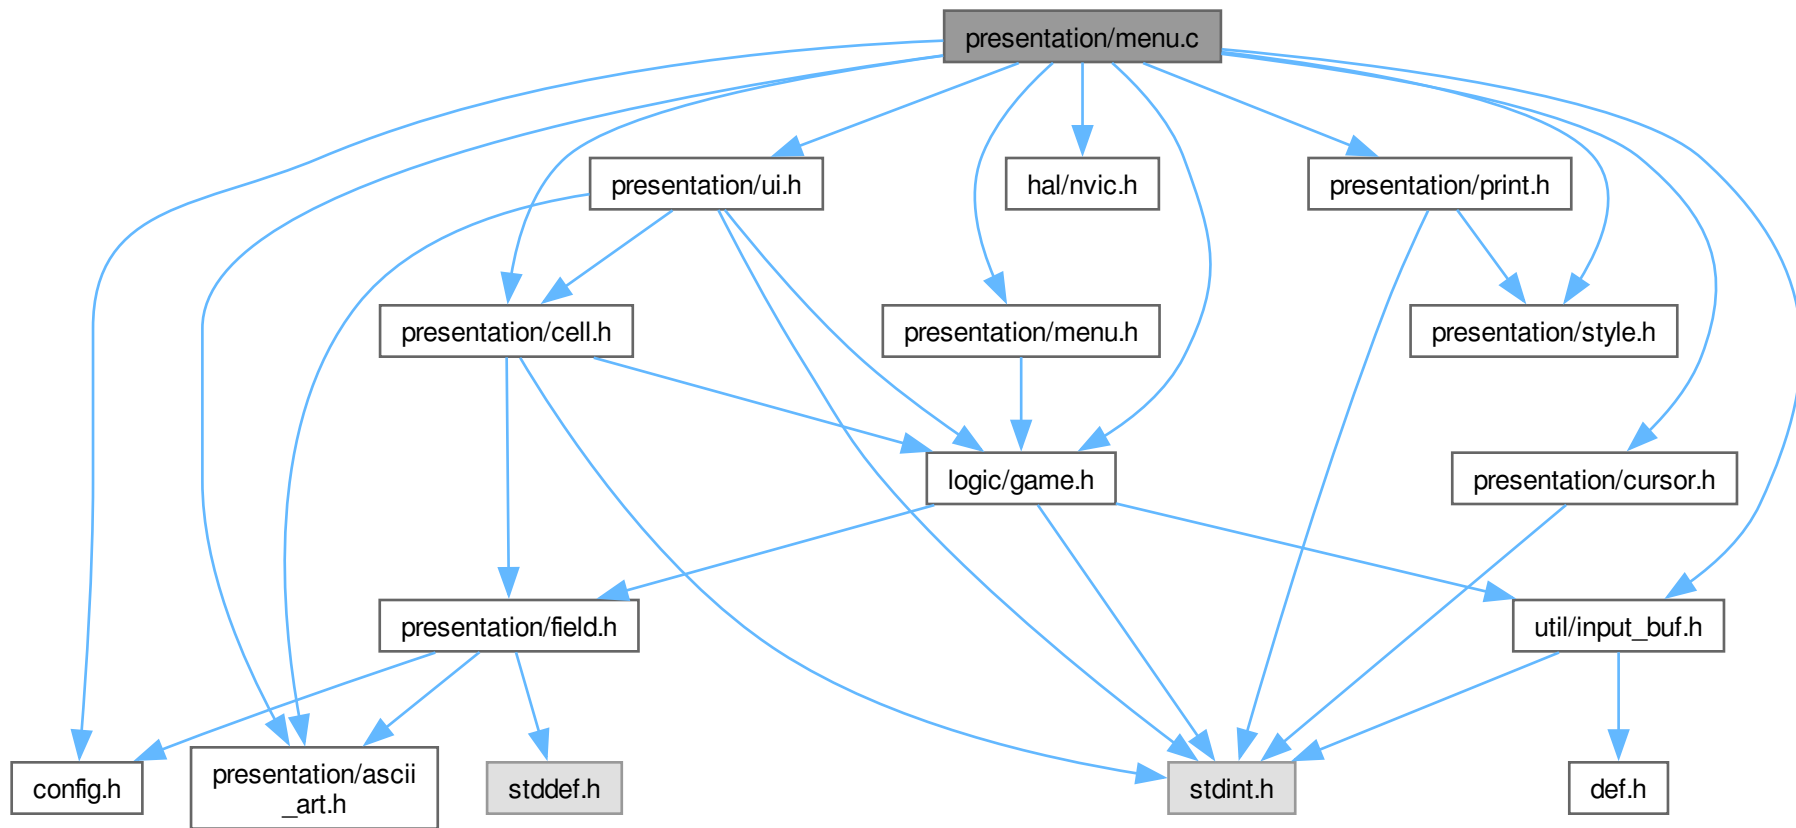 presentation/menu.c
presentation/ui.h
hal/nvic.h
presentation/print.h
presentation/cell.h
presentation/menu.h
presentation/style.h
logic/game.h
presentation/cursor.h
presentation/field.h
util/input_buf.h
config.h
presentation/ascii
_art.h
stddef.h
stdint.h
def.h